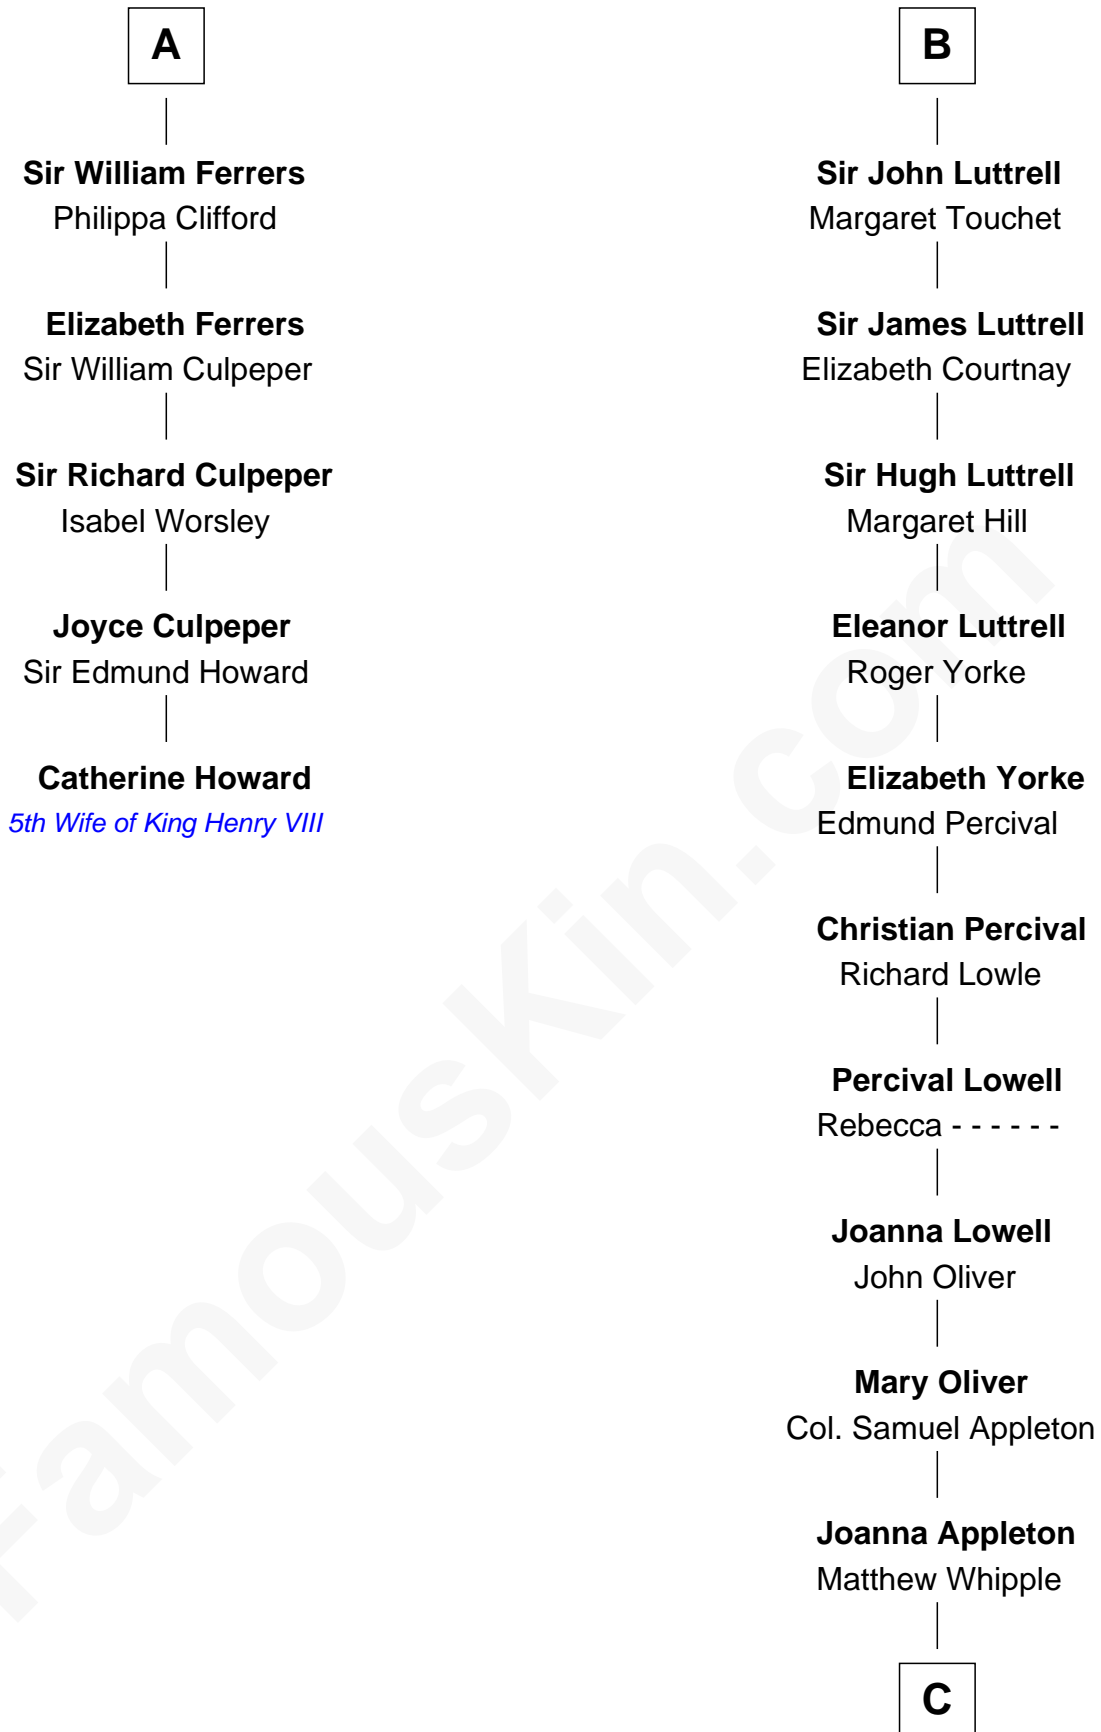 A
Sir William Ferrers
Philippa Clifford
Elizabeth Ferrers
Sir William Culpeper
Sir Richard Culpeper
Isabel Worsley
Joyce Culpeper
Sir Edmund Howard
Catherine Howard
5th Wife of King Henry VIII
B
Sir John Luttrell
Margaret Touchet
Sir James Luttrell
Elizabeth Courtnay
Sir Hugh Luttrell
Margaret Hill
Eleanor Luttrell
Roger Yorke
Elizabeth Yorke
Edmund Percival
Christian Percival
Richard Lowle
Percival Lowell
Rebecca - - - - - -
Joanna Lowell
John Oliver
Mary Oliver
Col. Samuel Appleton
Joanna Appleton
Matthew Whipple
C
FamousKin.com